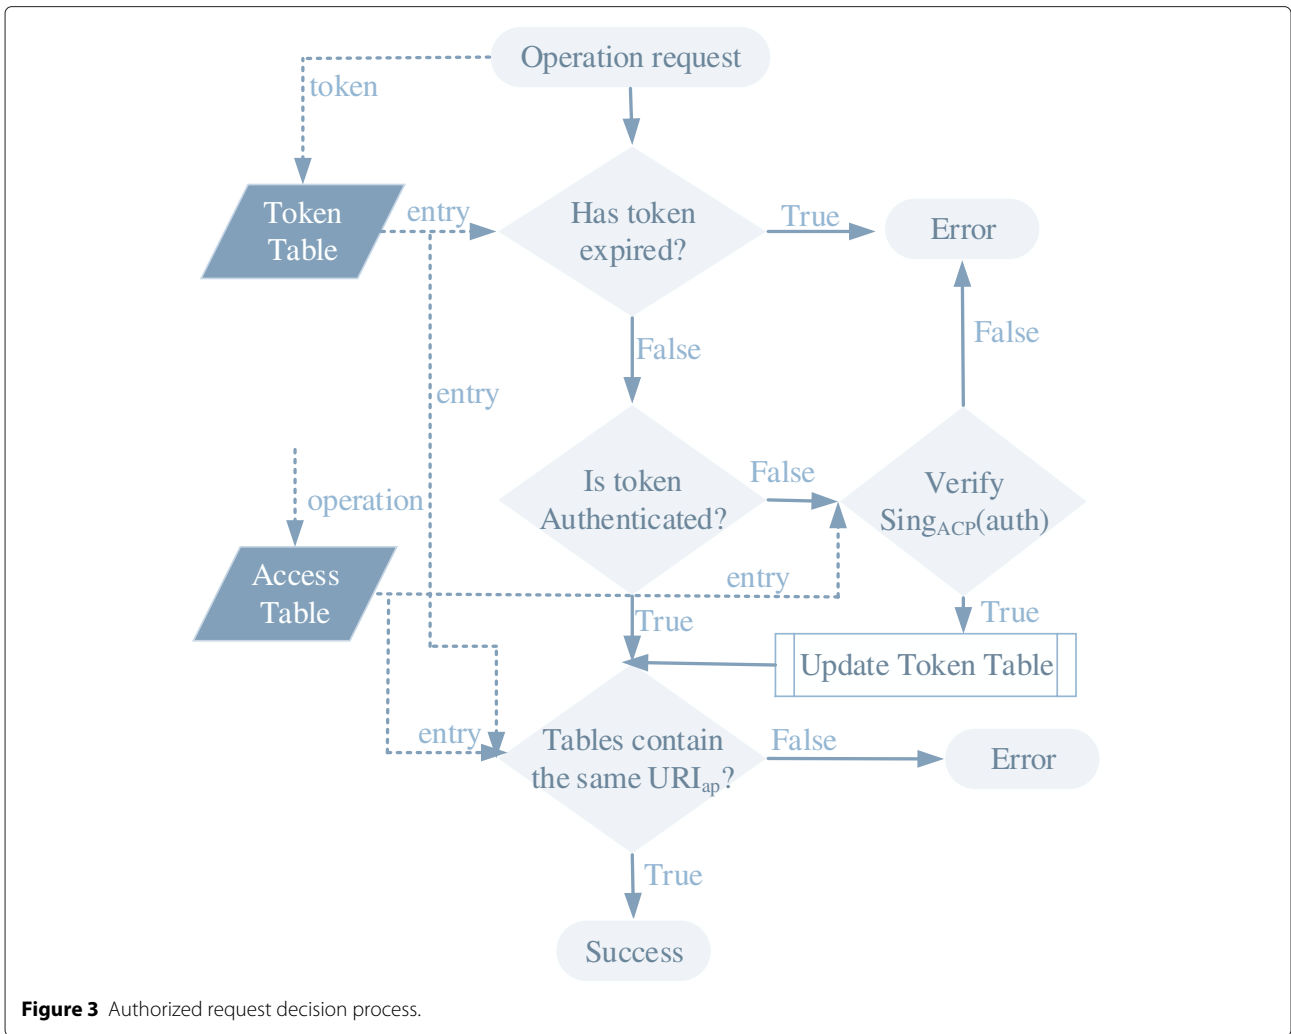 Operation request
token
Token
Table
entry
Has token
expired?
True
Error
False
False
entry
Is token
Authenticated?
False
Verify
Sing_ACP(auth)
operation
Access
Table
entry
True
True
Update Token Table
entry
Tables contain
the same URI_ap?
False
Error
True
Success
Figure 3 Authorized request decision process.